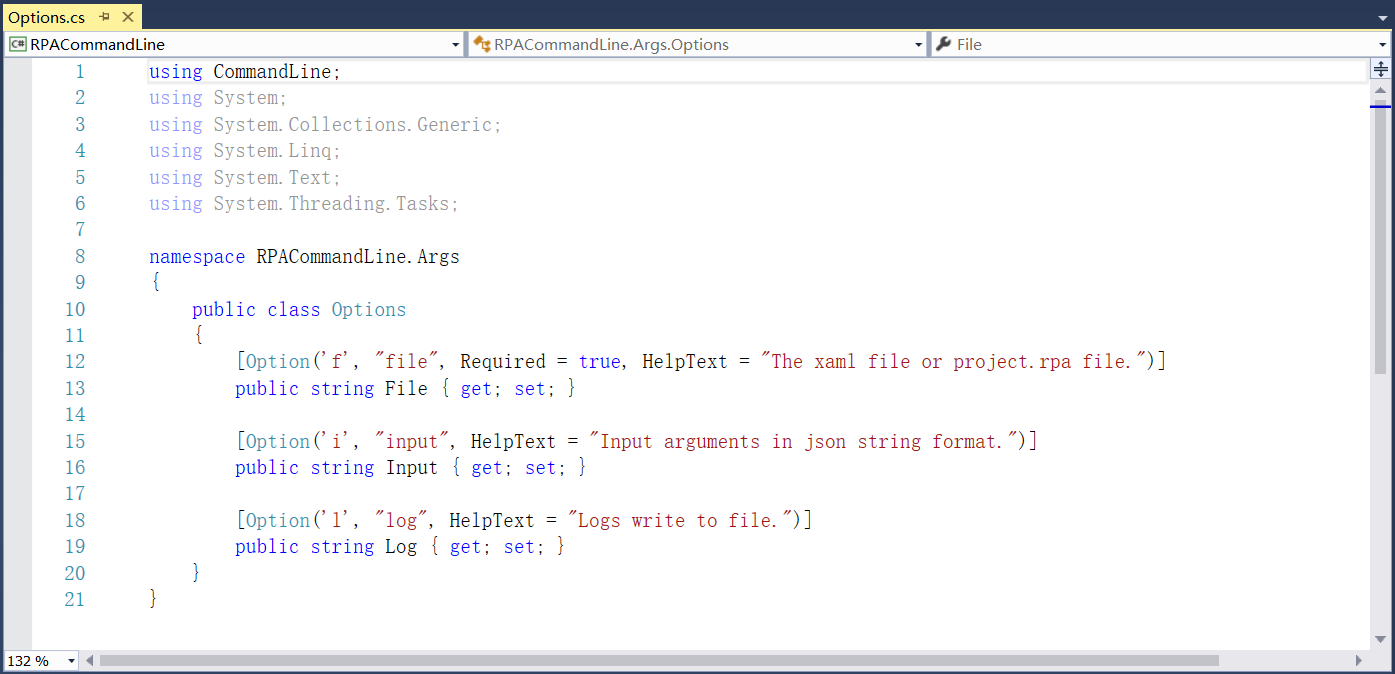 Options.cs
C# RPACommandLine RPACommandLine.Args.Options File
1 using CommandLine;
2 using System;
3 using System.Collections.Generic;
4 using System.Linq;
5 using System.Text;
6 using System.Threading.Tasks;
7
8 namespace RPACommandLine.Args
9 {
10 public class Options
11 {
12 [Option('f', "file", Required = true, HelpText = "The xaml file or project.rpa file.")]
13 public string File { get; set; }
14
15 [Option('i', "input", HelpText = "Input arguments in json string format.")]
16 public string Input { get; set; }
17
18 [Option('l', "log", HelpText = "Logs write to file.")]
19 public string Log { get; set; }
20 }
21 }
132 %